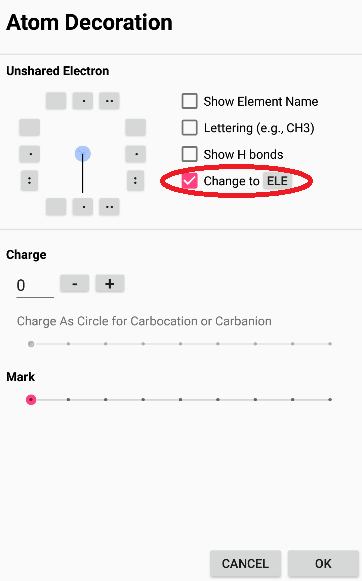 Atom Decoration
Unshared Electron
Show Element Name
Lettering (e.g., CH3)
Show H bonds
Change to ELE
Charge
0 - +
Charge As Circle for Carbocation or Carbanion
Mark
CANCEL OK